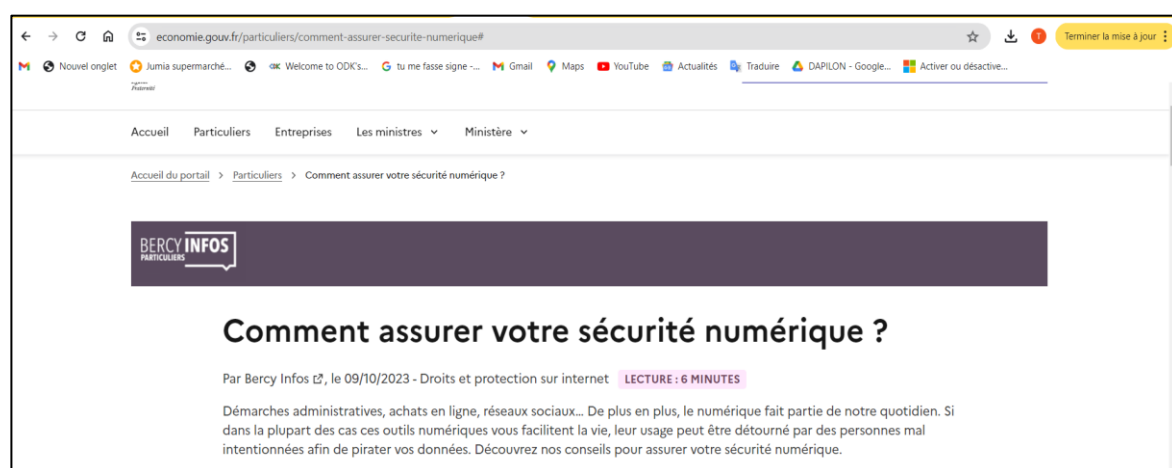 economie.gouv.fr/particuliers/comment-assurer-securite-numerique#
Terminer la mise à jour
Nouvel onglet Jumia supermarché... Welcome to ODK's... tu me fasse signe -... Gmail Maps YouTube Actualités Traduire DAPILON - Google... Activer ou désactive...
Fraternité
Accueil Particuliers Entreprises Les ministres Ministère
Accueil du portail > Particuliers > Comment assurer votre sécurité numérique ?
BERCY INFOS
PARTICULIERS
Comment assurer votre sécurité numérique ?
Par Bercy Infos, le 09/10/2023 - Droits et protection sur internet LECTURE : 6 MINUTES
Démarches administratives, achats en ligne, réseaux sociaux... De plus en plus, le numérique fait partie de notre quotidien. Si
dans la plupart des cas ces outils numériques vous facilitent la vie, leur usage peut être détourné par des personnes mal
intentionnées afin de pirater vos données. Découvrez nos conseils pour assurer votre sécurité numérique.